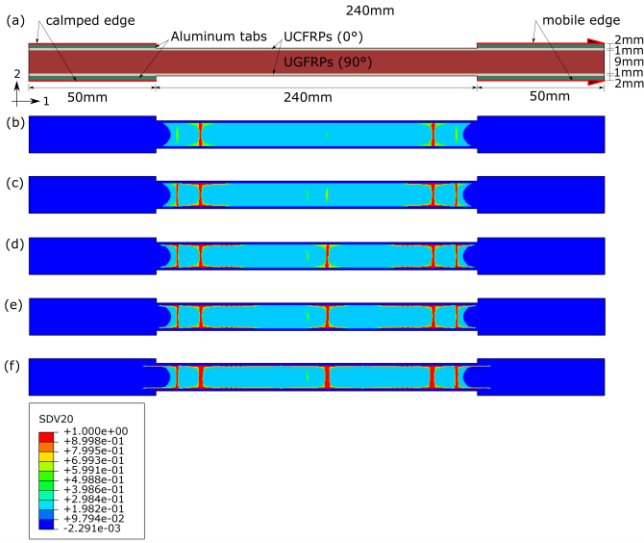 240mm
(a)
calmped edge
mobile edge
Aluminum tabs
UCFRPs (0°)
2mm
1mm
UGFRPs (90°)
9mm
1mm
2mm
2
1
50mm
240mm
50mm
(b)
(c)
(d)
(e)
(f)
SDV20
+1.000e+00
+8.998e-01
+7.995e-01
+6.993e-01
+5.991e-01
+4.988e-01
+3.986e-01
+2.984e-01
+1.982e-01
+9.794e-02
-2.291e-03